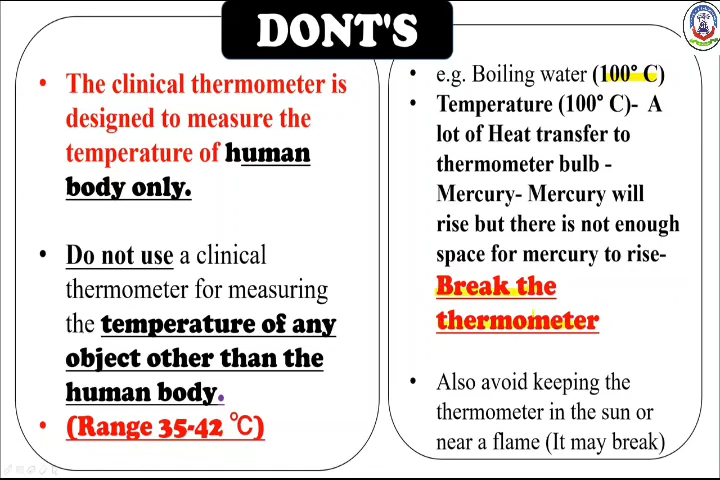 DONT'S
• The clinical thermometer is
designed to measure the
temperature of human
body only.
• Do not use a clinical
thermometer for measuring
the temperature of any
object other than the
human body.
• (Range 35-42 °C)
• e.g. Boiling water (100° C)
• Temperature (100° C)- A
lot of Heat transfer to
thermometer bulb -
Mercury- Mercury will
rise but there is not enough
space for mercury to rise-
Break the
thermometer
• Also avoid keeping the
thermometer in the sun or
near a flame (It may break)